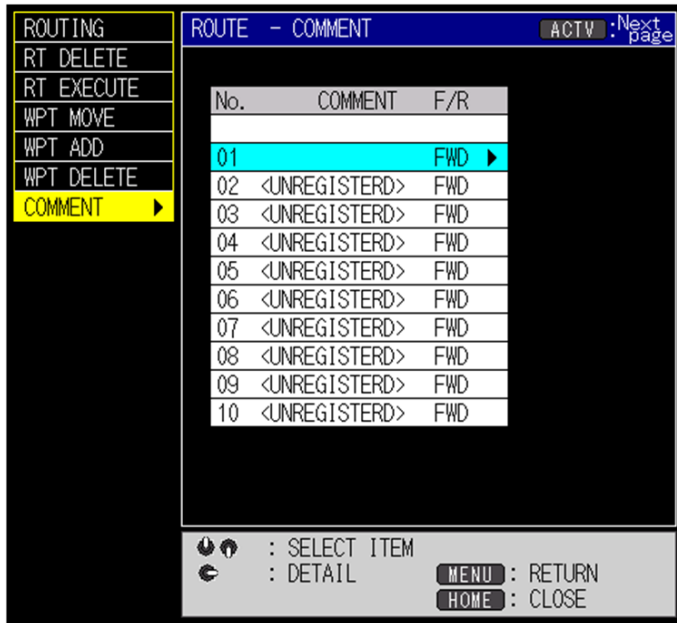 ROUTING
RT DELETE
RT EXECUTE
WPT MOVE
WPT ADD
WPT DELETE
COMMENT
ROUTE - COMMENT
ACTV :Next page
No. COMMENT F/R
01 FWD
02 <UNREGISTERD> FWD
03 <UNREGISTERD> FWD
04 <UNREGISTERD> FWD
05 <UNREGISTERD> FWD
06 <UNREGISTERD> FWD
07 <UNREGISTERD> FWD
08 <UNREGISTERD> FWD
09 <UNREGISTERD> FWD
10 <UNREGISTERD> FWD
: SELECT ITEM
: DETAIL MENU : RETURN
HOME : CLOSE